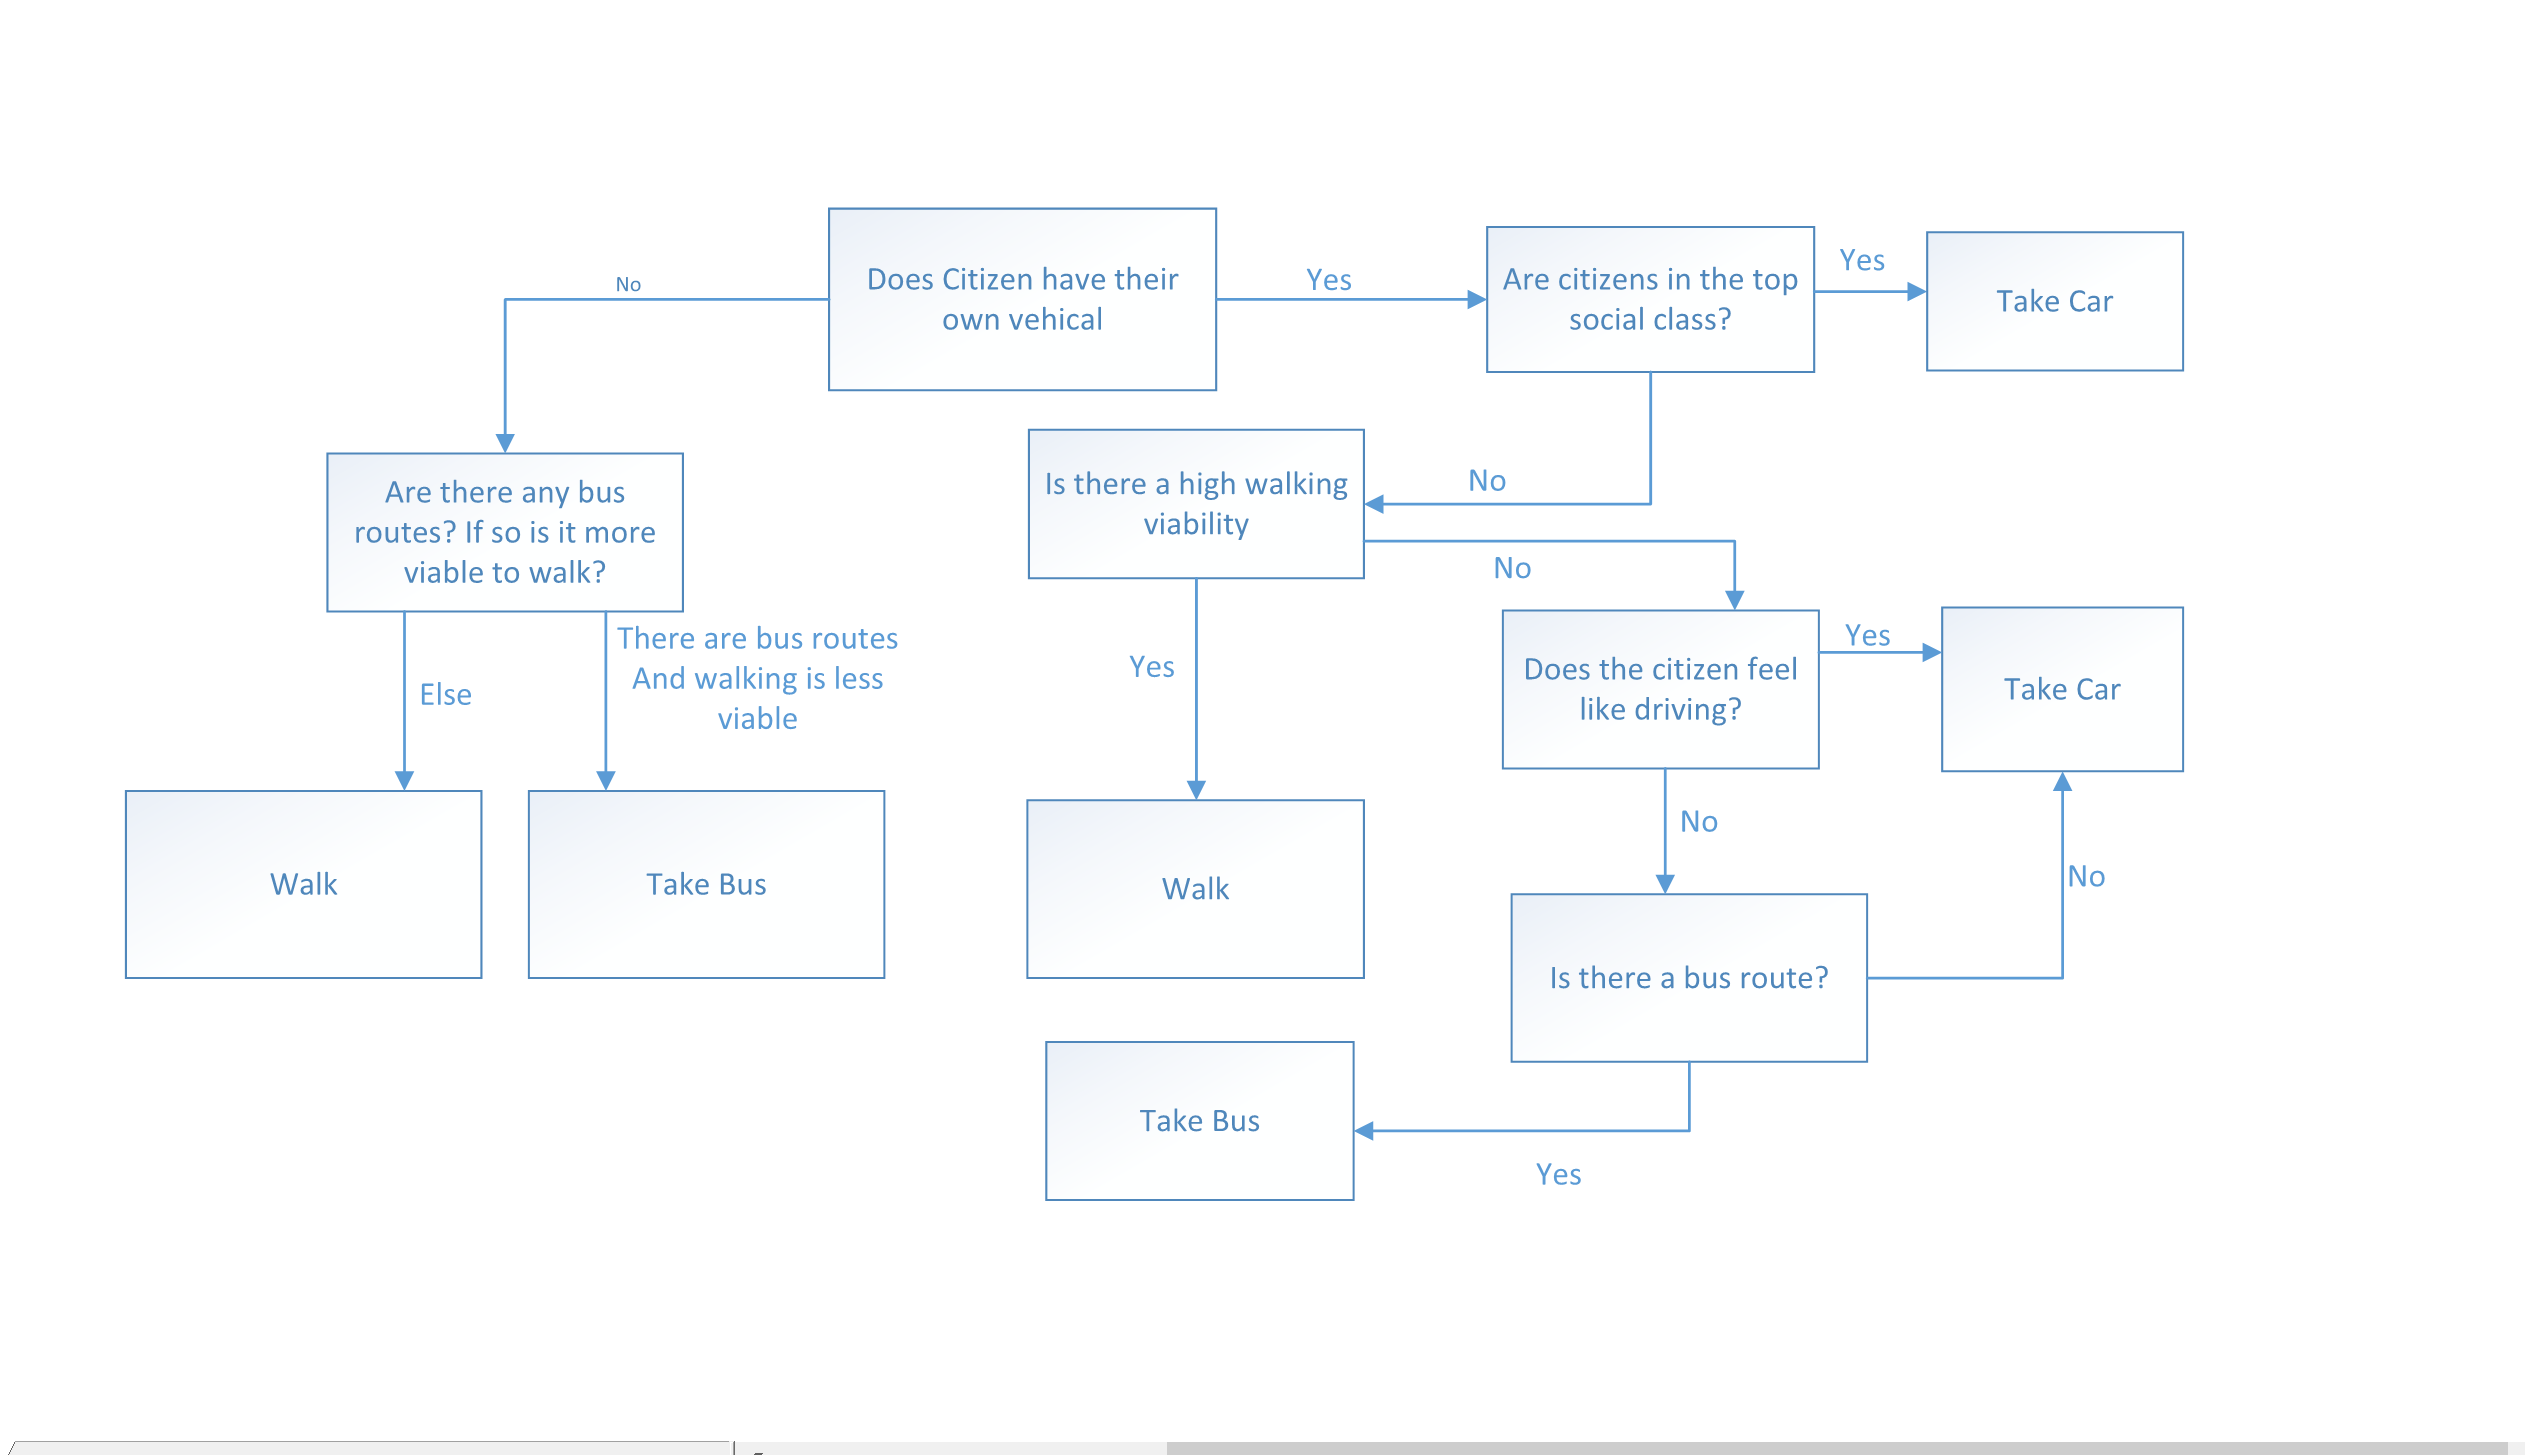 Does Citizen have their
own vehical
No
Yes
Are citizens in the top
social class?
Yes
Take Car
Are there any bus
routes? If so is it more
viable to walk?
Else
There are bus routes
And walking is less
viable
Walk
Take Bus
No
Is there a high walking
viability
Yes
Walk
No
Does the citizen feel
like driving?
Yes
Take Car
No
Is there a bus route?
No
Yes
Take Bus